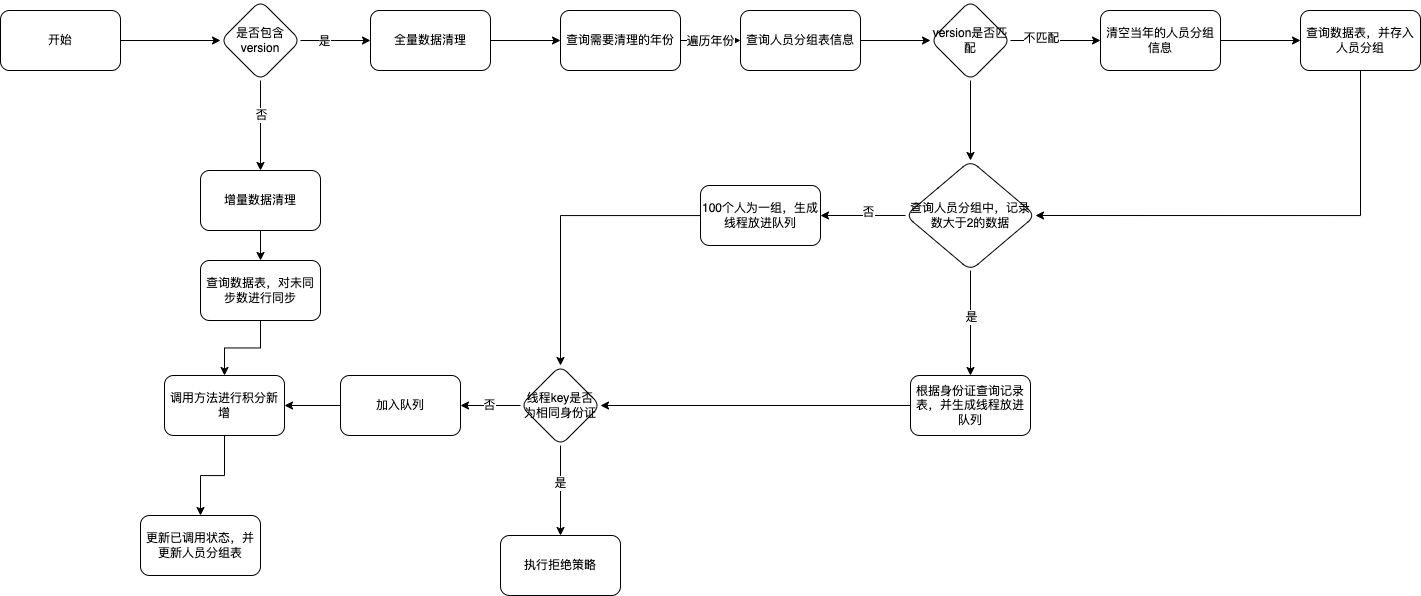 开始
是否包含
version
是
全量数据清理
查询需要清理的年份
遍历年份
查询人员分组表信息
version是否匹
配
不匹配
清空当年的人员分组
信息
查询数据表，并存入
人员分组
否
增量数据清理
查询数据表，对未同
步数进行同步
100个人为一组，生成
线程放进队列
否
查询人员分组中，记录
数大于2的数据
是
调用方法进行积分新
增
加入队列
否
线程key是否
为相同身份证
根据身份证查询记录
表，并生成线程放进
队列
是
更新已调用状态，并
更新人员分组表
执行拒绝策略